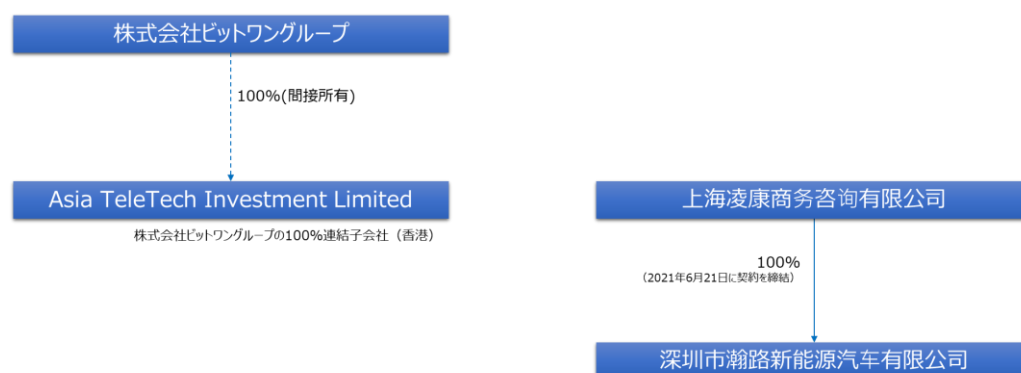 株式会社ビットワングループ
100%(間接所有)
Asia TeleTech Investment Limited
株式会社ビットワングループの100%連結子会社（香港）
上海凌康商务咨询有限公司
100%
（2021年6月21日に契約を締結）
深圳市瀚路新能源汽车有限公司